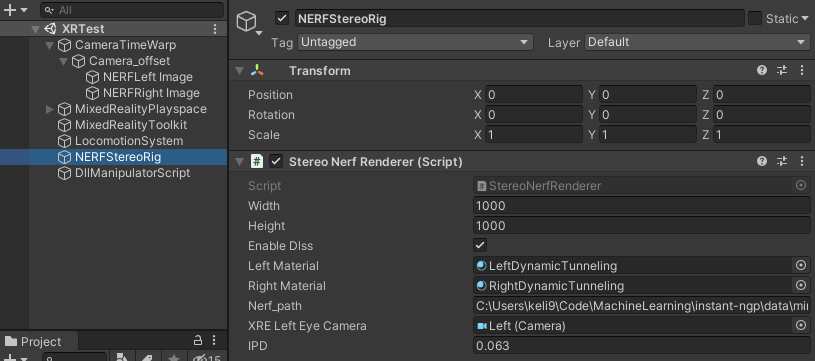 All
XRTest
CameraTimeWarp
Camera_offset
NERFLeft Image
NERFRight Image
MixedRealityPlayspace
MixedRealityToolkit
LocomotionSystem
NERFStereoRig
DllManipulatorScript
Project
15
NERFStereoRig
Static
Tag Untagged Layer Default
Transform
Position X 0 Y 0 Z 0
Rotation X 0 Y 0 Z 0
Scale X 1 Y 1 Z 1
# Stereo Nerf Renderer (Script)
Script # StereoNerfRenderer
Width 1000
Height 1000
Enable Dlss
Left Material LeftDynamicTunneling
Right Material RightDynamicTunneling
Nerf_path C:\Users\keli9\Code\MachineLearning\instant-ngp\data\min
XRE Left Eye Camera Left (Camera)
IPD 0.063